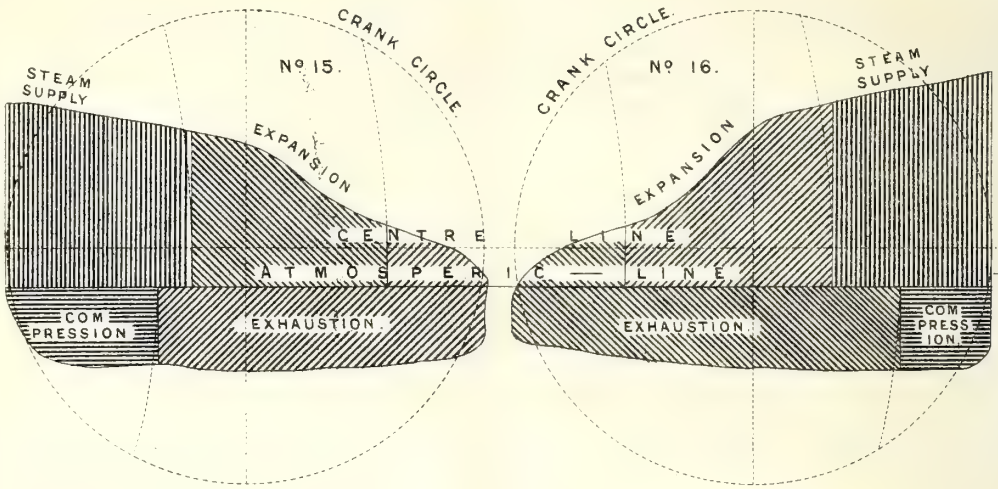 CRANK CIRCLE
Nº 15.
STEAM
SUPPLY
EXPANSION
CRANK CIRCLE.
Nº 16.
STEAM
SUPPLY
EXPANSION
CENTRE LINE
ATMOSPERIC — LINE
COM
PRESSION
EXHAUSTION.
EXHAUSTION.
COM
PRESS
ION.